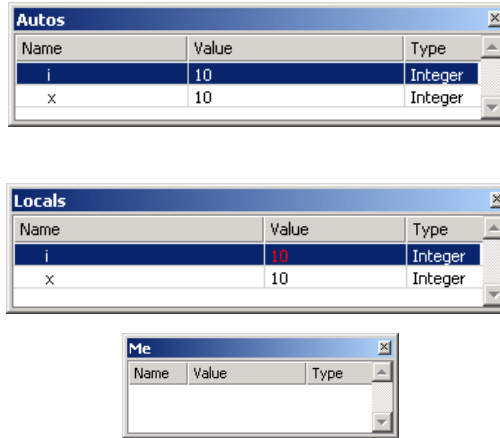 Autos
Name Value Type
i 10 Integer
x 10 Integer
Locals
Name Value Type
i 10 Integer
x 10 Integer
Me
Name Value Type